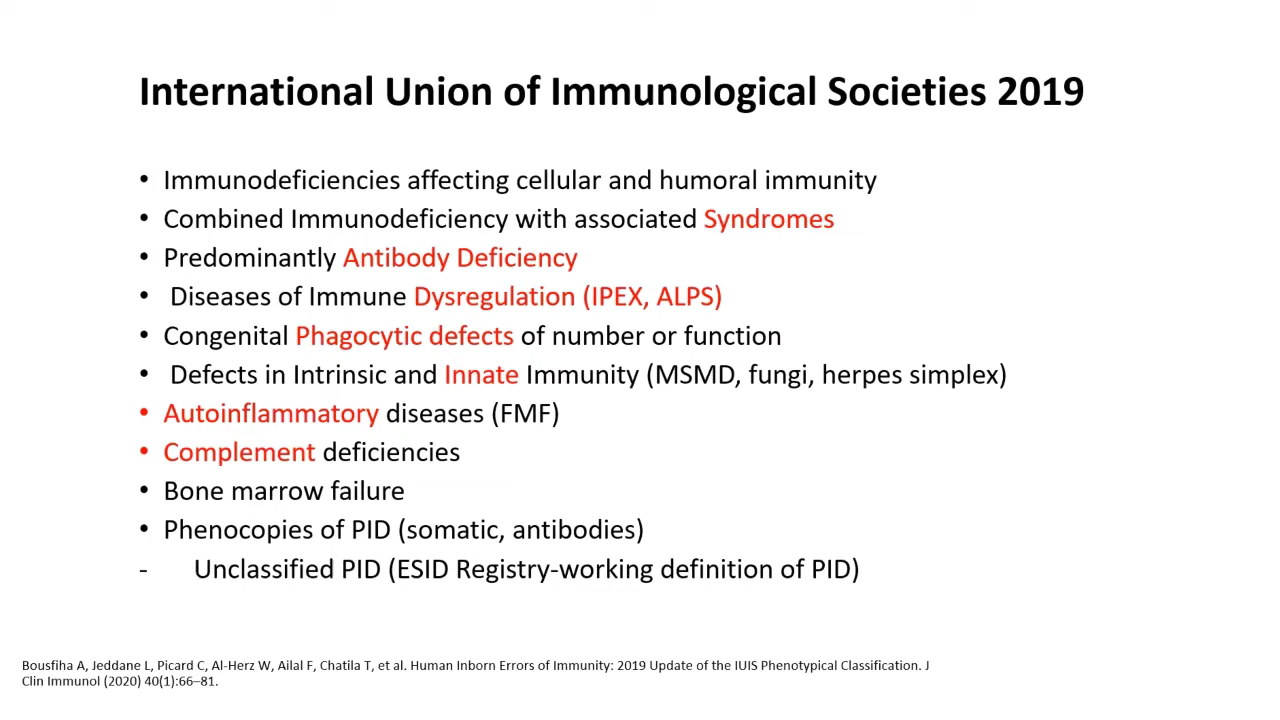 International Union of Immunological Societies 2019
• Immunodeficiencies affecting cellular and humoral immunity
• Combined Immunodeficiency with associated Syndromes
• Predominantly Antibody Deficiency
• Diseases of Immune Dysregulation (IPEX, ALPS)
• Congenital Phagocytic defects of number or function
• Defects in Intrinsic and Innate Immunity (MSMD, fungi, herpes simplex)
• Autoinflammatory diseases (FMF)
• Complement deficiencies
• Bone marrow failure
• Phenocopies of PID (somatic, antibodies)
- Unclassified PID (ESID Registry-working definition of PID)
Bousfiha A, Jeddane L, Picard C, Al-Herz W, Ailal F, Chatila T, et al. Human Inborn Errors of Immunity: 2019 Update of the IUIS Phenotypical Classification. J
Clin Immunol (2020) 40(1):66–81.